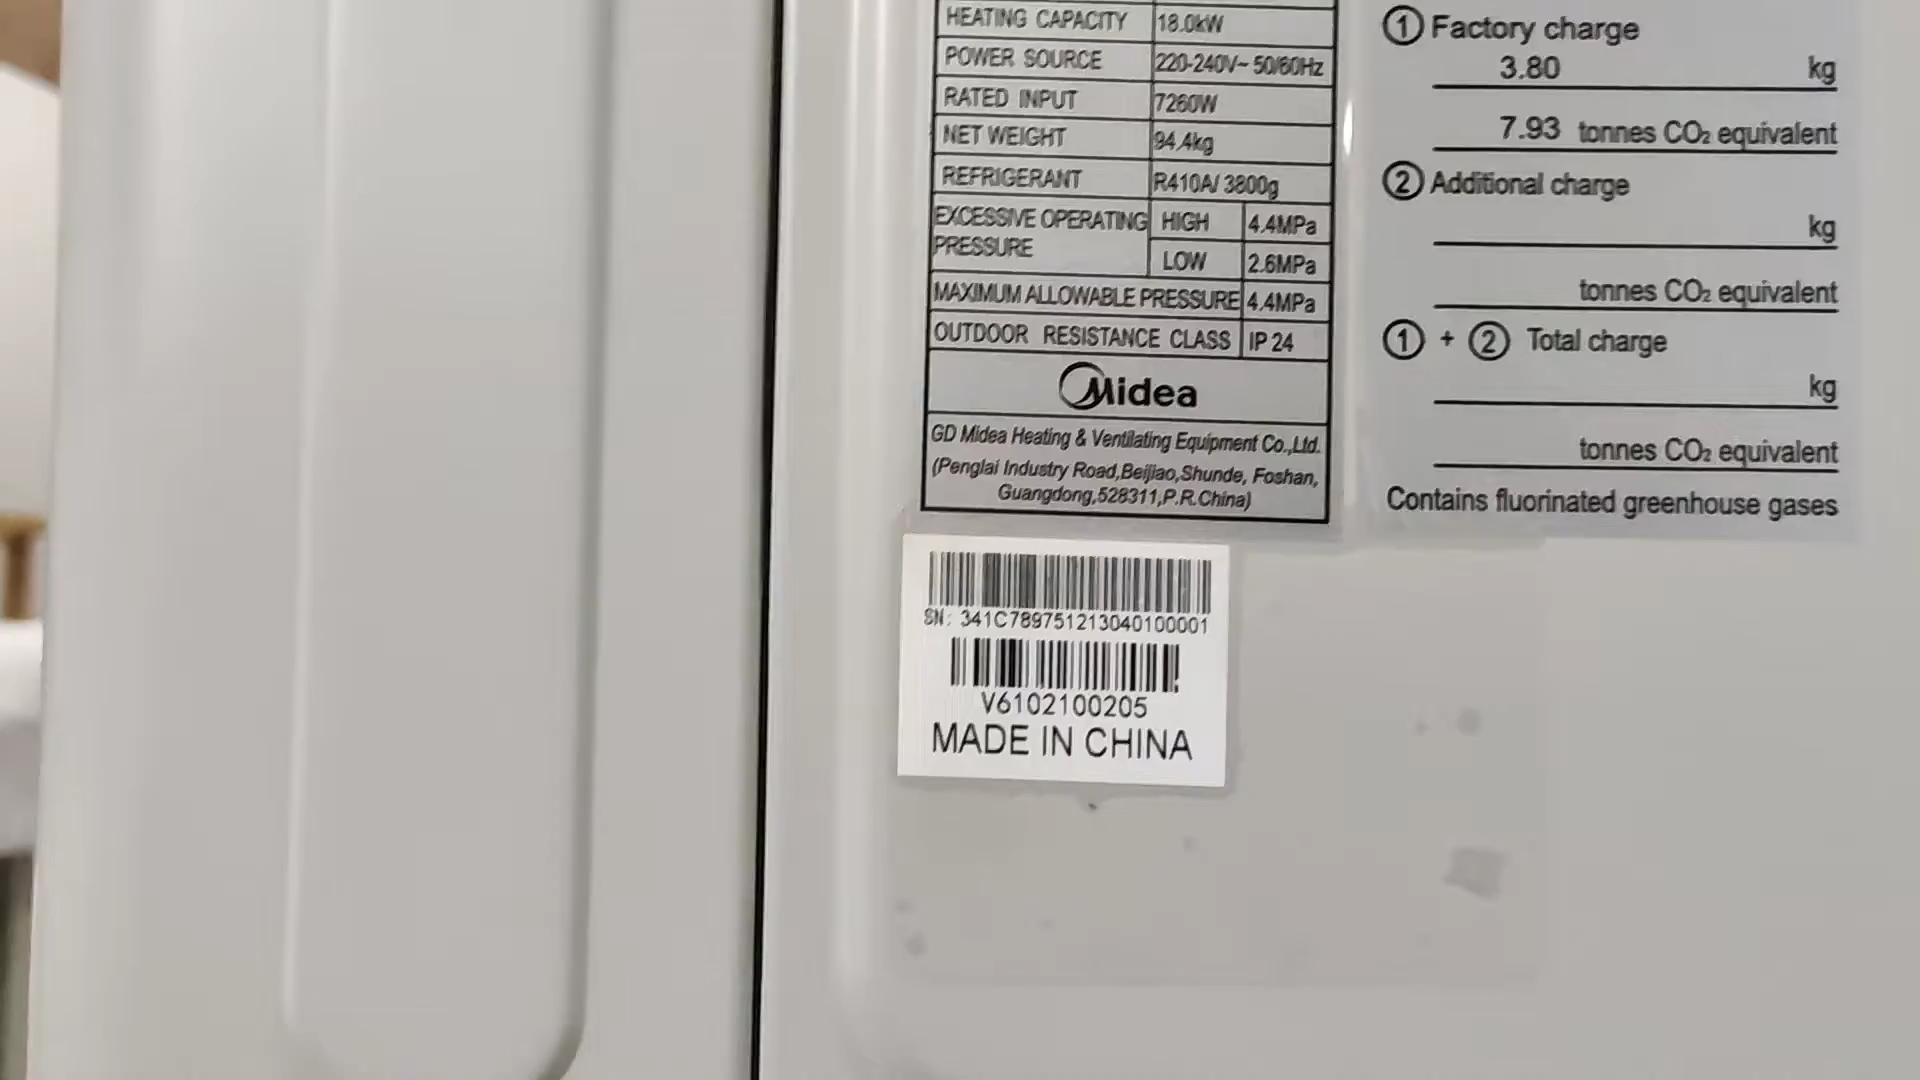 HEATING CAPACITY 18.0kW
POWER SOURCE 220-240V~ 50/60Hz
RATED INPUT 7260W
NET WEIGHT 94.4kg
REFRIGERANT R410A/ 3800g
EXCESSIVE OPERATING PRESSURE HIGH 4.4MPa
LOW 2.6MPa
MAXIMUM ALLOWABLE PRESSURE 4.4MPa
OUTDOOR RESISTANCE CLASS IP 24
Midea
GD Midea Heating & Ventilating Equipment Co.,Ltd.
(Penglai Industry Road,Beijiao,Shunde, Foshan,
Guangdong,528311,P.R.China)
SN: 341C789751213040100001
V6102100205
MADE IN CHINA
① Factory charge
3.80 kg
7.93 tonnes CO₂ equivalent
② Additional charge
kg
tonnes CO₂ equivalent
① + ② Total charge
kg
tonnes CO₂ equivalent
Contains fluorinated greenhouse gases